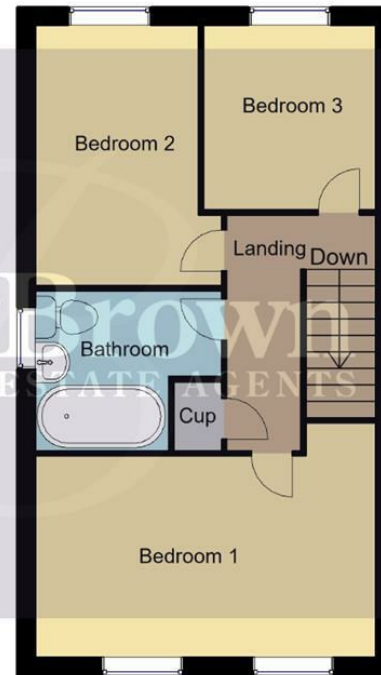 Bedroom 3
Bedroom 2
Landing
Down
Brown
Bathroom
ESTATE AGENTS
Cup
Bedroom 1